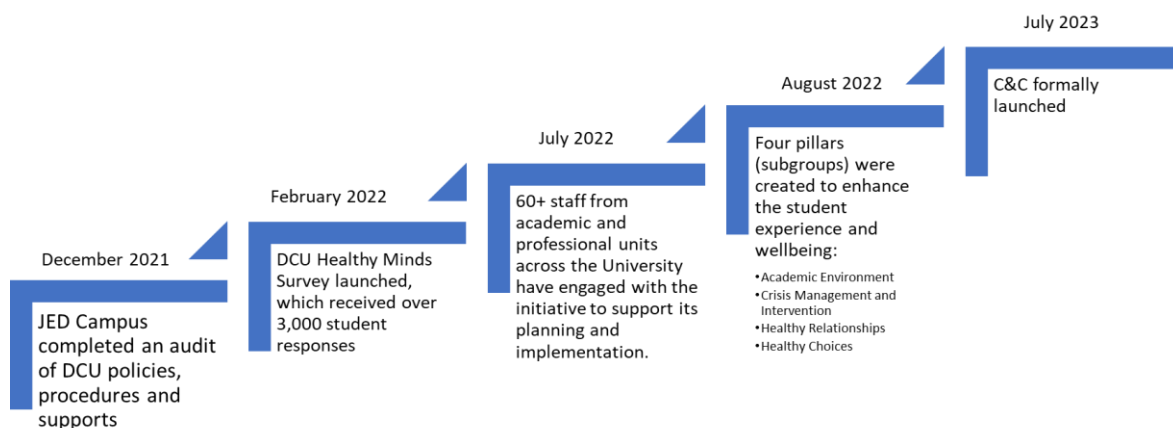 December 2021
JED Campus
completed an audit
of DCU policies,
procedures and
supports
February 2022
DCU Healthy Minds
Survey launched,
which received over
3,000 student
responses
July 2022
60+ staff from
academic and
professional units
across the University
have engaged with the
initiative to support its
planning and
implementation.
August 2022
Four pillars
(subgroups) were
created to enhance
the student
experience and
wellbeing:
•Academic Environment
•Crisis Management and
Intervention
•Healthy Relationships
•Healthy Choices
July 2023
C&C formally
launched